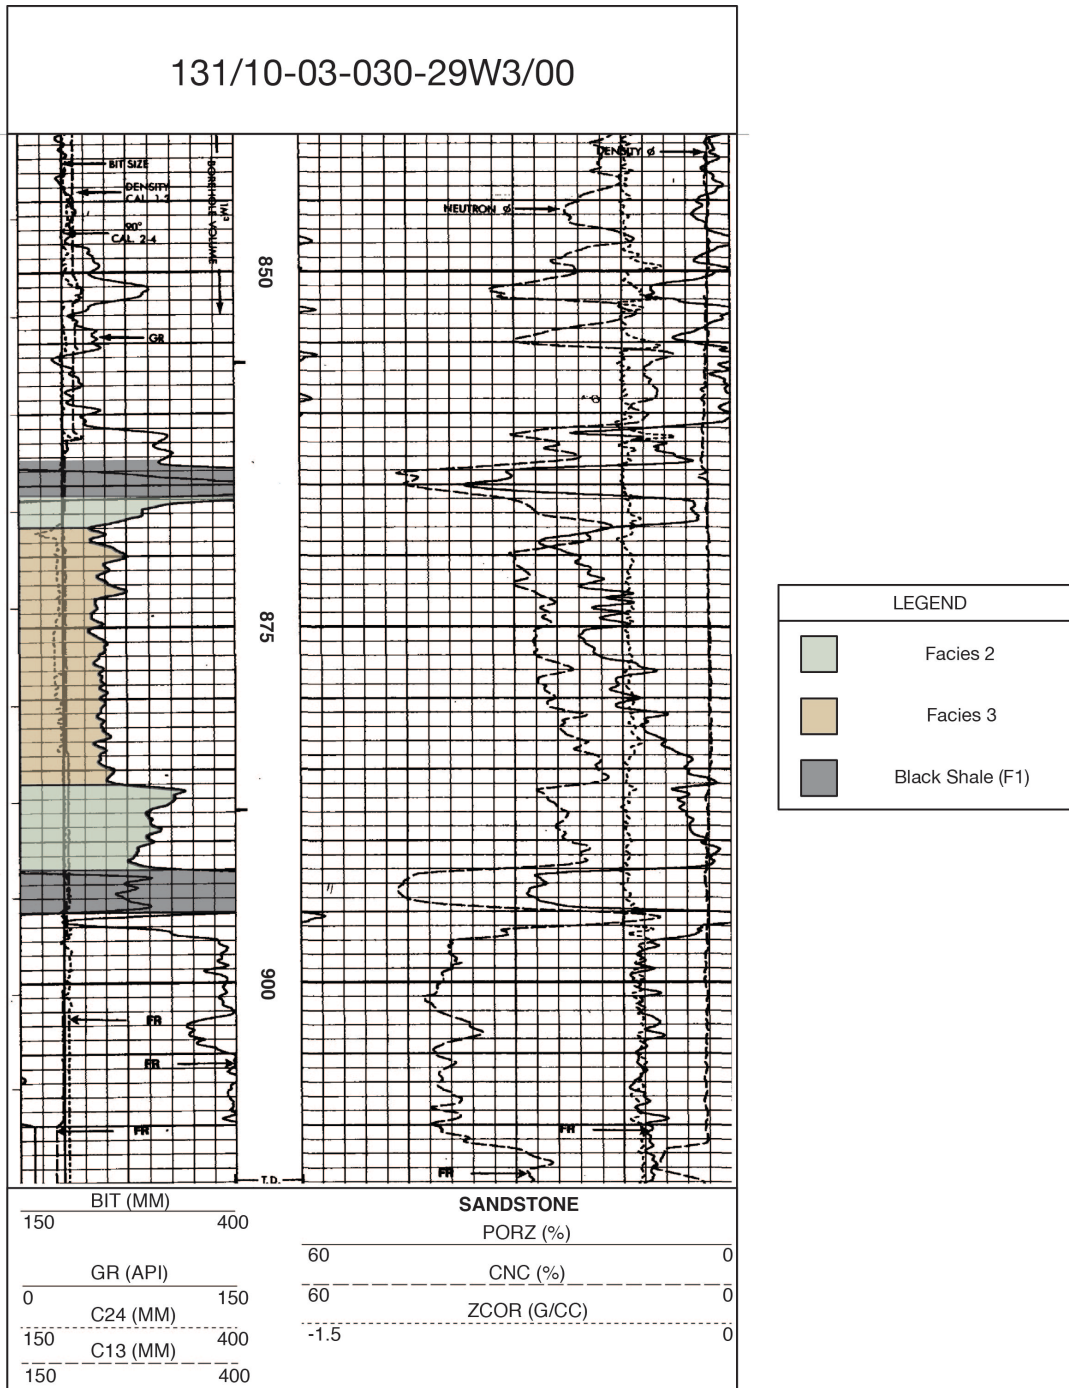 131/10-03-030-29W3/00
BIT SIZE
DENSITY
CAL. 1-3
90°
CAL. 2-4
BOREHOLE VOLUME
1M³
GR
DENSITY ϕ
NEUTRON ϕ
850
875
900
FR
FR
FR
FR
FR
T.D.
BIT (MM)
150 400
GR (API)
0 150
C24 (MM)
150 400
C13 (MM)
150 400
SANDSTONE
PORZ (%)
60 0
CNC (%)
60 0
ZCOR (G/CC)
-1.5 0
LEGEND
Facies 2
Facies 3
Black Shale (F1)